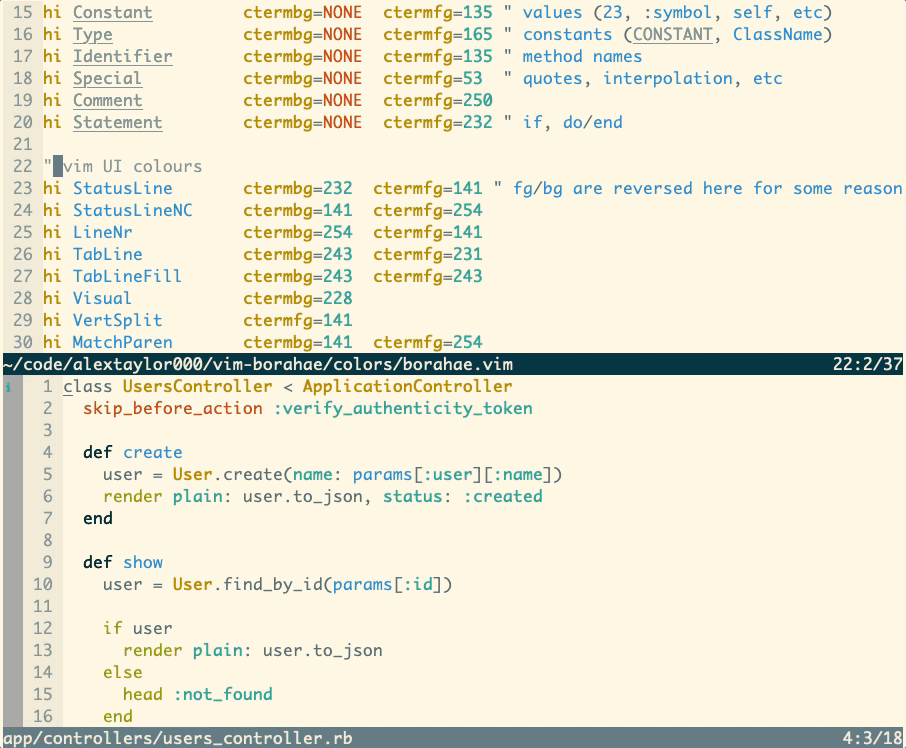 15 hi Constant ctermbg=NONE ctermfg=135 " values (23, :symbol, self, etc)
16 hi Type ctermbg=NONE ctermfg=165 " constants (CONSTANT, ClassName)
17 hi Identifier ctermbg=NONE ctermfg=135 " method names
18 hi Special ctermbg=NONE ctermfg=53 " quotes, interpolation, etc
19 hi Comment ctermbg=NONE ctermfg=250
20 hi Statement ctermbg=NONE ctermfg=232 " if, do/end
21
22 " vim UI colours
23 hi StatusLine ctermbg=232 ctermfg=141 " fg/bg are reversed here for some reason
24 hi StatusLineNC ctermbg=141 ctermfg=254
25 hi LineNr ctermbg=254 ctermfg=141
26 hi TabLine ctermbg=243 ctermfg=231
27 hi TabLineFill ctermbg=243 ctermfg=243
28 hi Visual ctermbg=228
29 hi VertSplit ctermfg=141
30 hi MatchParen ctermbg=141 ctermfg=254
~/code/alextaylor000/vim-borahae/colors/borahae.vim 22:2/37
i 1 class UsersController < ApplicationController
2 skip_before_action :verify_authenticity_token
3
4 def create
5 user = User.create(name: params[:user][:name])
6 render plain: user.to_json, status: :created
7 end
8
9 def show
10 user = User.find_by_id(params[:id])
11
12 if user
13 render plain: user.to_json
14 else
15 head :not_found
16 end
app/controllers/users_controller.rb 4:3/18